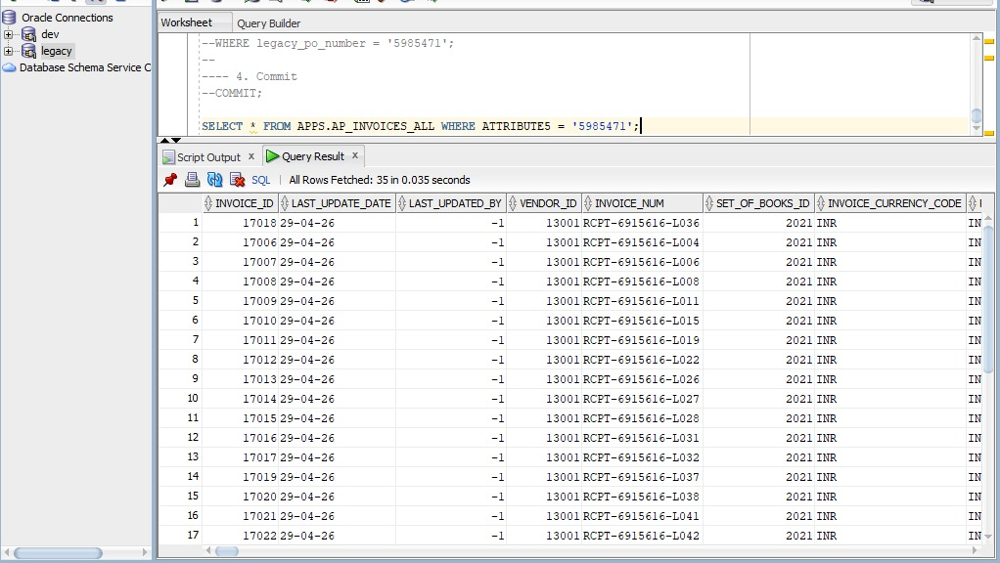 Oracle Connections
dev
legacy
Database Schema Service C
Worksheet Query Builder
--WHERE legacy_po_number = '5985471';
--
---- 4. Commit
--COMMIT;
SELECT * FROM APPS.AP_INVOICES_ALL WHERE ATTRIBUTE5 = '5985471';
Script Output x Query Result x
SQL | All Rows Fetched: 35 in 0.035 seconds
INVOICE_ID LAST_UPDATE_DATE LAST_UPDATED_BY VENDOR_ID INVOICE_NUM SET_OF_BOOKS_ID INVOICE_CURRENCY_CODE
1 17018 29-04-26 -1 13001 RCPT-6915616-L036 2021 INR IN
2 17006 29-04-26 -1 13001 RCPT-6915616-L004 2021 INR IN
3 17007 29-04-26 -1 13001 RCPT-6915616-L006 2021 INR IN
4 17008 29-04-26 -1 13001 RCPT-6915616-L008 2021 INR IN
5 17009 29-04-26 -1 13001 RCPT-6915616-L011 2021 INR IN
6 17010 29-04-26 -1 13001 RCPT-6915616-L015 2021 INR IN
7 17011 29-04-26 -1 13001 RCPT-6915616-L019 2021 INR IN
8 17012 29-04-26 -1 13001 RCPT-6915616-L022 2021 INR IN
9 17013 29-04-26 -1 13001 RCPT-6915616-L026 2021 INR IN
10 17014 29-04-26 -1 13001 RCPT-6915616-L027 2021 INR IN
11 17015 29-04-26 -1 13001 RCPT-6915616-L028 2021 INR IN
12 17016 29-04-26 -1 13001 RCPT-6915616-L031 2021 INR IN
13 17017 29-04-26 -1 13001 RCPT-6915616-L032 2021 INR IN
14 17019 29-04-26 -1 13001 RCPT-6915616-L037 2021 INR IN
15 17020 29-04-26 -1 13001 RCPT-6915616-L038 2021 INR IN
16 17021 29-04-26 -1 13001 RCPT-6915616-L041 2021 INR IN
17 17022 29-04-26 -1 13001 RCPT-6915616-L042 2021 INR IN